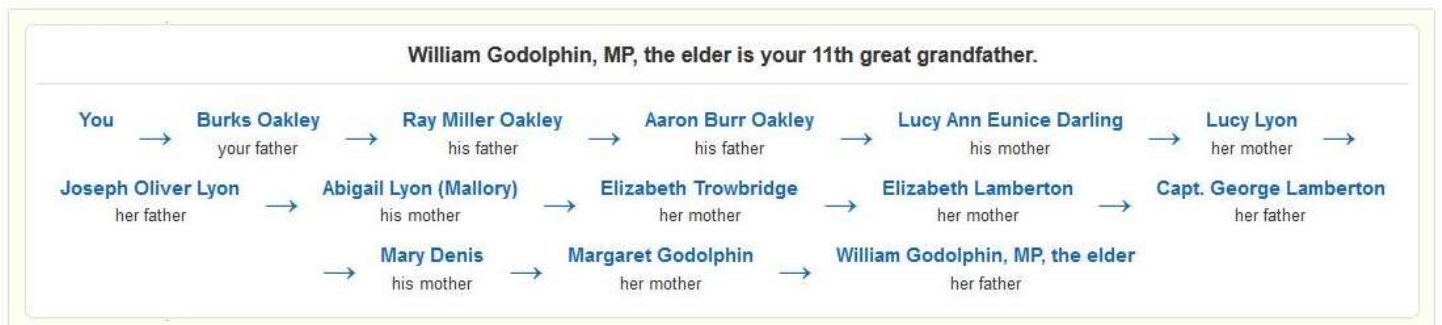 William Godolphin, MP, the elder is your 11th great grandfather.
You → Burks Oakley → Ray Miller Oakley → Aaron Burr Oakley → Lucy Ann Eunice Darling → Lucy Lyon →
your father his father his father his mother her mother
Joseph Oliver Lyon → Abigail Lyon (Mallory) → Elizabeth Trowbridge → Elizabeth Lamberton → Capt. George Lamberton
her father his mother her mother her mother her father
→ Mary Denis → Margaret Godolphin → William Godolphin, MP, the elder
his mother her mother her father